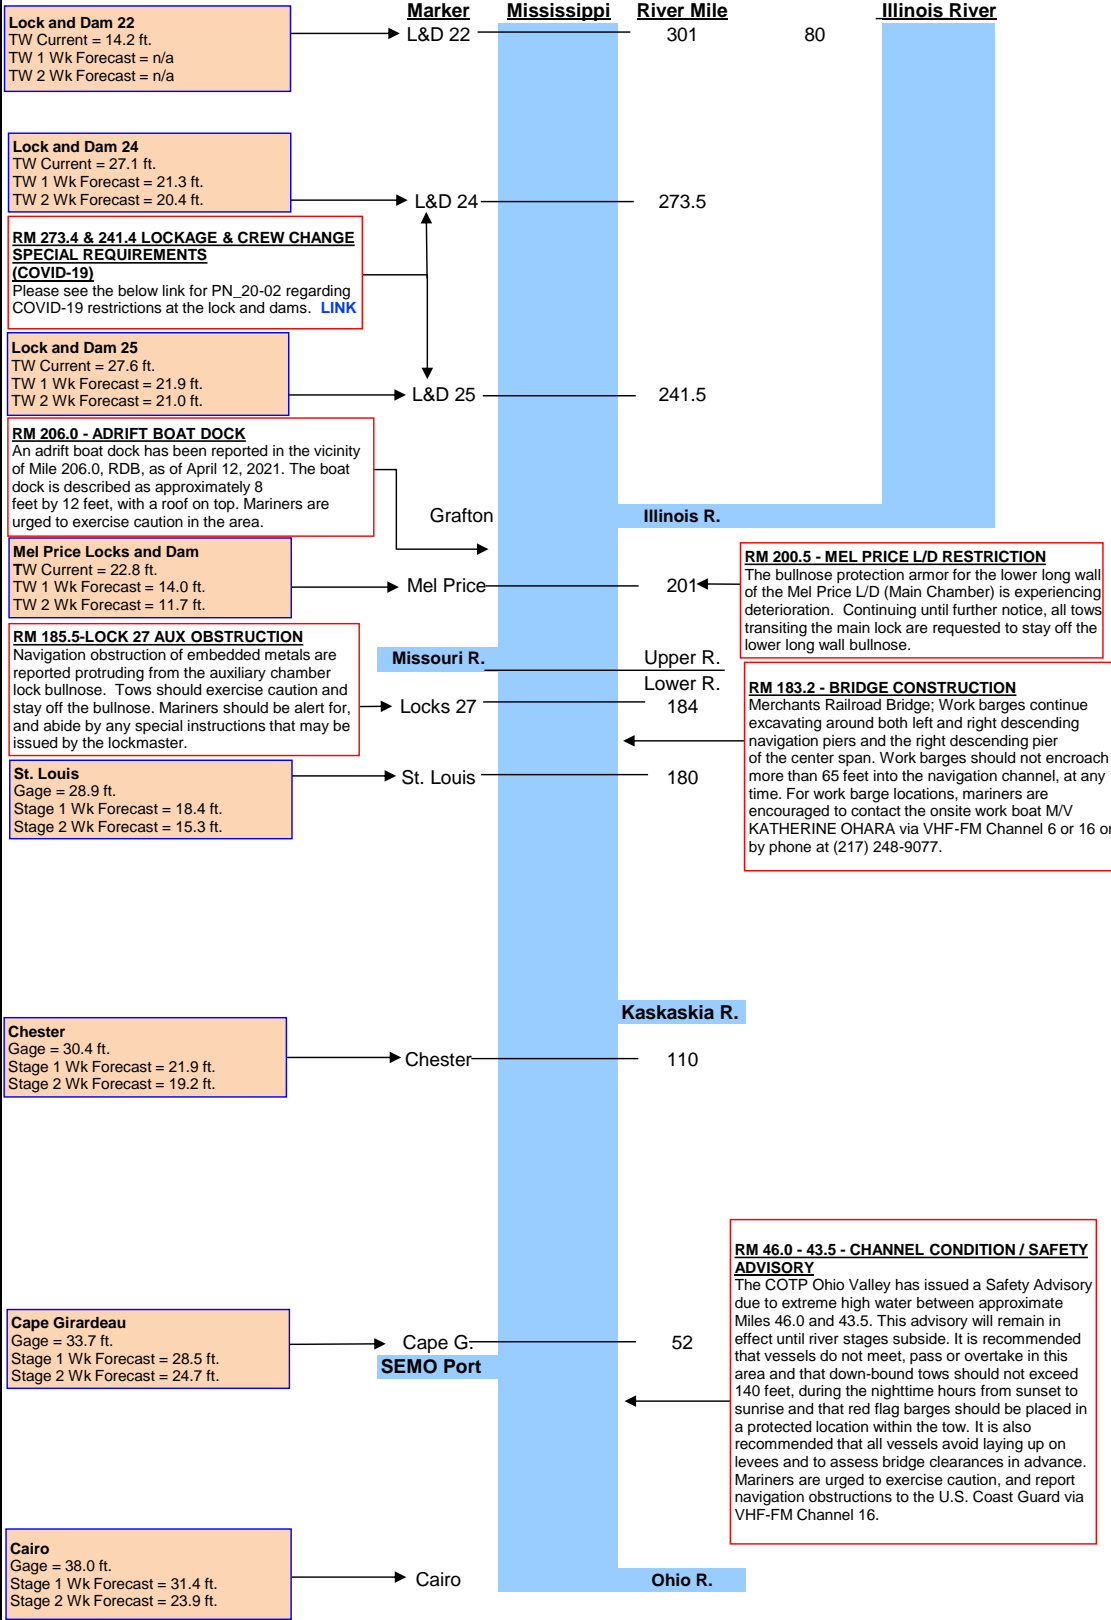 Marker Mississippi River Mile Illinois River
Lock and Dam 22
TW Current = 14.2 ft.
TW 1 Wk Forecast = n/a
TW 2 Wk Forecast = n/a
L&D 22 301 80
Lock and Dam 24
TW Current = 27.1 ft.
TW 1 Wk Forecast = 21.3 ft.
TW 2 Wk Forecast = 20.4 ft.
L&D 24 273.5
RM 273.4 & 241.4 LOCKAGE & CREW CHANGE
SPECIAL REQUIREMENTS
(COVID-19)
Please see the below link for PN_20-02 regarding
COVID-19 restrictions at the lock and dams. LINK
Lock and Dam 25
TW Current = 27.6 ft.
TW 1 Wk Forecast = 21.9 ft.
TW 2 Wk Forecast = 21.0 ft.
L&D 25 241.5
RM 206.0 - ADRIFT BOAT DOCK
An adrift boat dock has been reported in the vicinity
of Mile 206.0, RDB, as of April 12, 2021. The boat
dock is described as approximately 8
feet by 12 feet, with a roof on top. Mariners are
urged to exercise caution in the area.
Grafton Illinois R.
Mel Price Locks and Dam
TW Current = 22.8 ft.
TW 1 Wk Forecast = 14.0 ft.
TW 2 Wk Forecast = 11.7 ft.
Mel Price 201
RM 200.5 - MEL PRICE L/D RESTRICTION
The bullnose protection armor for the lower long wall
of the Mel Price L/D (Main Chamber) is experiencing
deterioration. Continuing until further notice, all tows
transiting the main lock are requested to stay off the
lower long wall bullnose.
RM 185.5-LOCK 27 AUX OBSTRUCTION
Navigation obstruction of embedded metals are
reported protruding from the auxiliary chamber
lock bullnose. Tows should exercise caution and
stay off the bullnose. Mariners should be alert for,
and abide by any special instructions that may be
issued by the lockmaster.
Missouri R. Upper R.
Lower R.
Locks 27 184
RM 183.2 - BRIDGE CONSTRUCTION
Merchants Railroad Bridge; Work barges continue
excavating around both left and right descending
navigation piers and the right descending pier
of the center span. Work barges should not encroach
more than 65 feet into the navigation channel, at any
time. For work barge locations, mariners are
encouraged to contact the onsite work boat M/V
KATHERINE OHARA via VHF-FM Channel 6 or 16 or
by phone at (217) 248-9077.
St. Louis
Gage = 28.9 ft.
Stage 1 Wk Forecast = 18.4 ft.
Stage 2 Wk Forecast = 15.3 ft.
St. Louis 180
Kaskaskia R.
Chester
Gage = 30.4 ft.
Stage 1 Wk Forecast = 21.9 ft.
Stage 2 Wk Forecast = 19.2 ft.
Chester 110
RM 46.0 - 43.5 - CHANNEL CONDITION / SAFETY
ADVISORY
The COTP Ohio Valley has issued a Safety Advisory
due to extreme high water between approximate
Miles 46.0 and 43.5. This advisory will remain in
effect until river stages subside. It is recommended
that vessels do not meet, pass or overtake in this
area and that down-bound tows should not exceed
140 feet, during the nighttime hours from sunset to
sunrise and that red flag barges should be placed in
a protected location within the tow. It is also
recommended that all vessels avoid laying up on
levees and to assess bridge clearances in advance.
Mariners are urged to exercise caution, and report
navigation obstructions to the U.S. Coast Guard via
VHF-FM Channel 16.
Cape Girardeau
Gage = 33.7 ft.
Stage 1 Wk Forecast = 28.5 ft.
Stage 2 Wk Forecast = 24.7 ft.
Cape G. 52
SEMO Port
Cairo
Gage = 38.0 ft.
Stage 1 Wk Forecast = 31.4 ft.
Stage 2 Wk Forecast = 23.9 ft.
Cairo Ohio R.